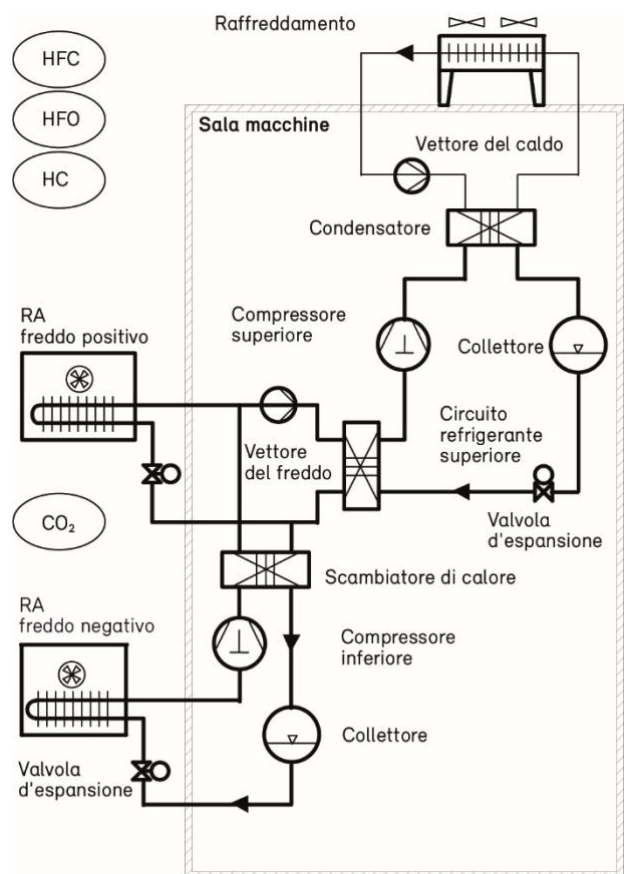 Raffreddamento
HFC
HFO
HC
Sala macchine
Vettore del caldo
Condensatore
RA
freddo positivo
Compressore
superiore
Collettore
Vettore
del freddo
Circuito
refrigerante
superiore
CO₂
Valvola
d'espansione
Scambiatore di calore
RA
freddo negativo
Compressore
inferiore
Collettore
Valvola
d'espansione